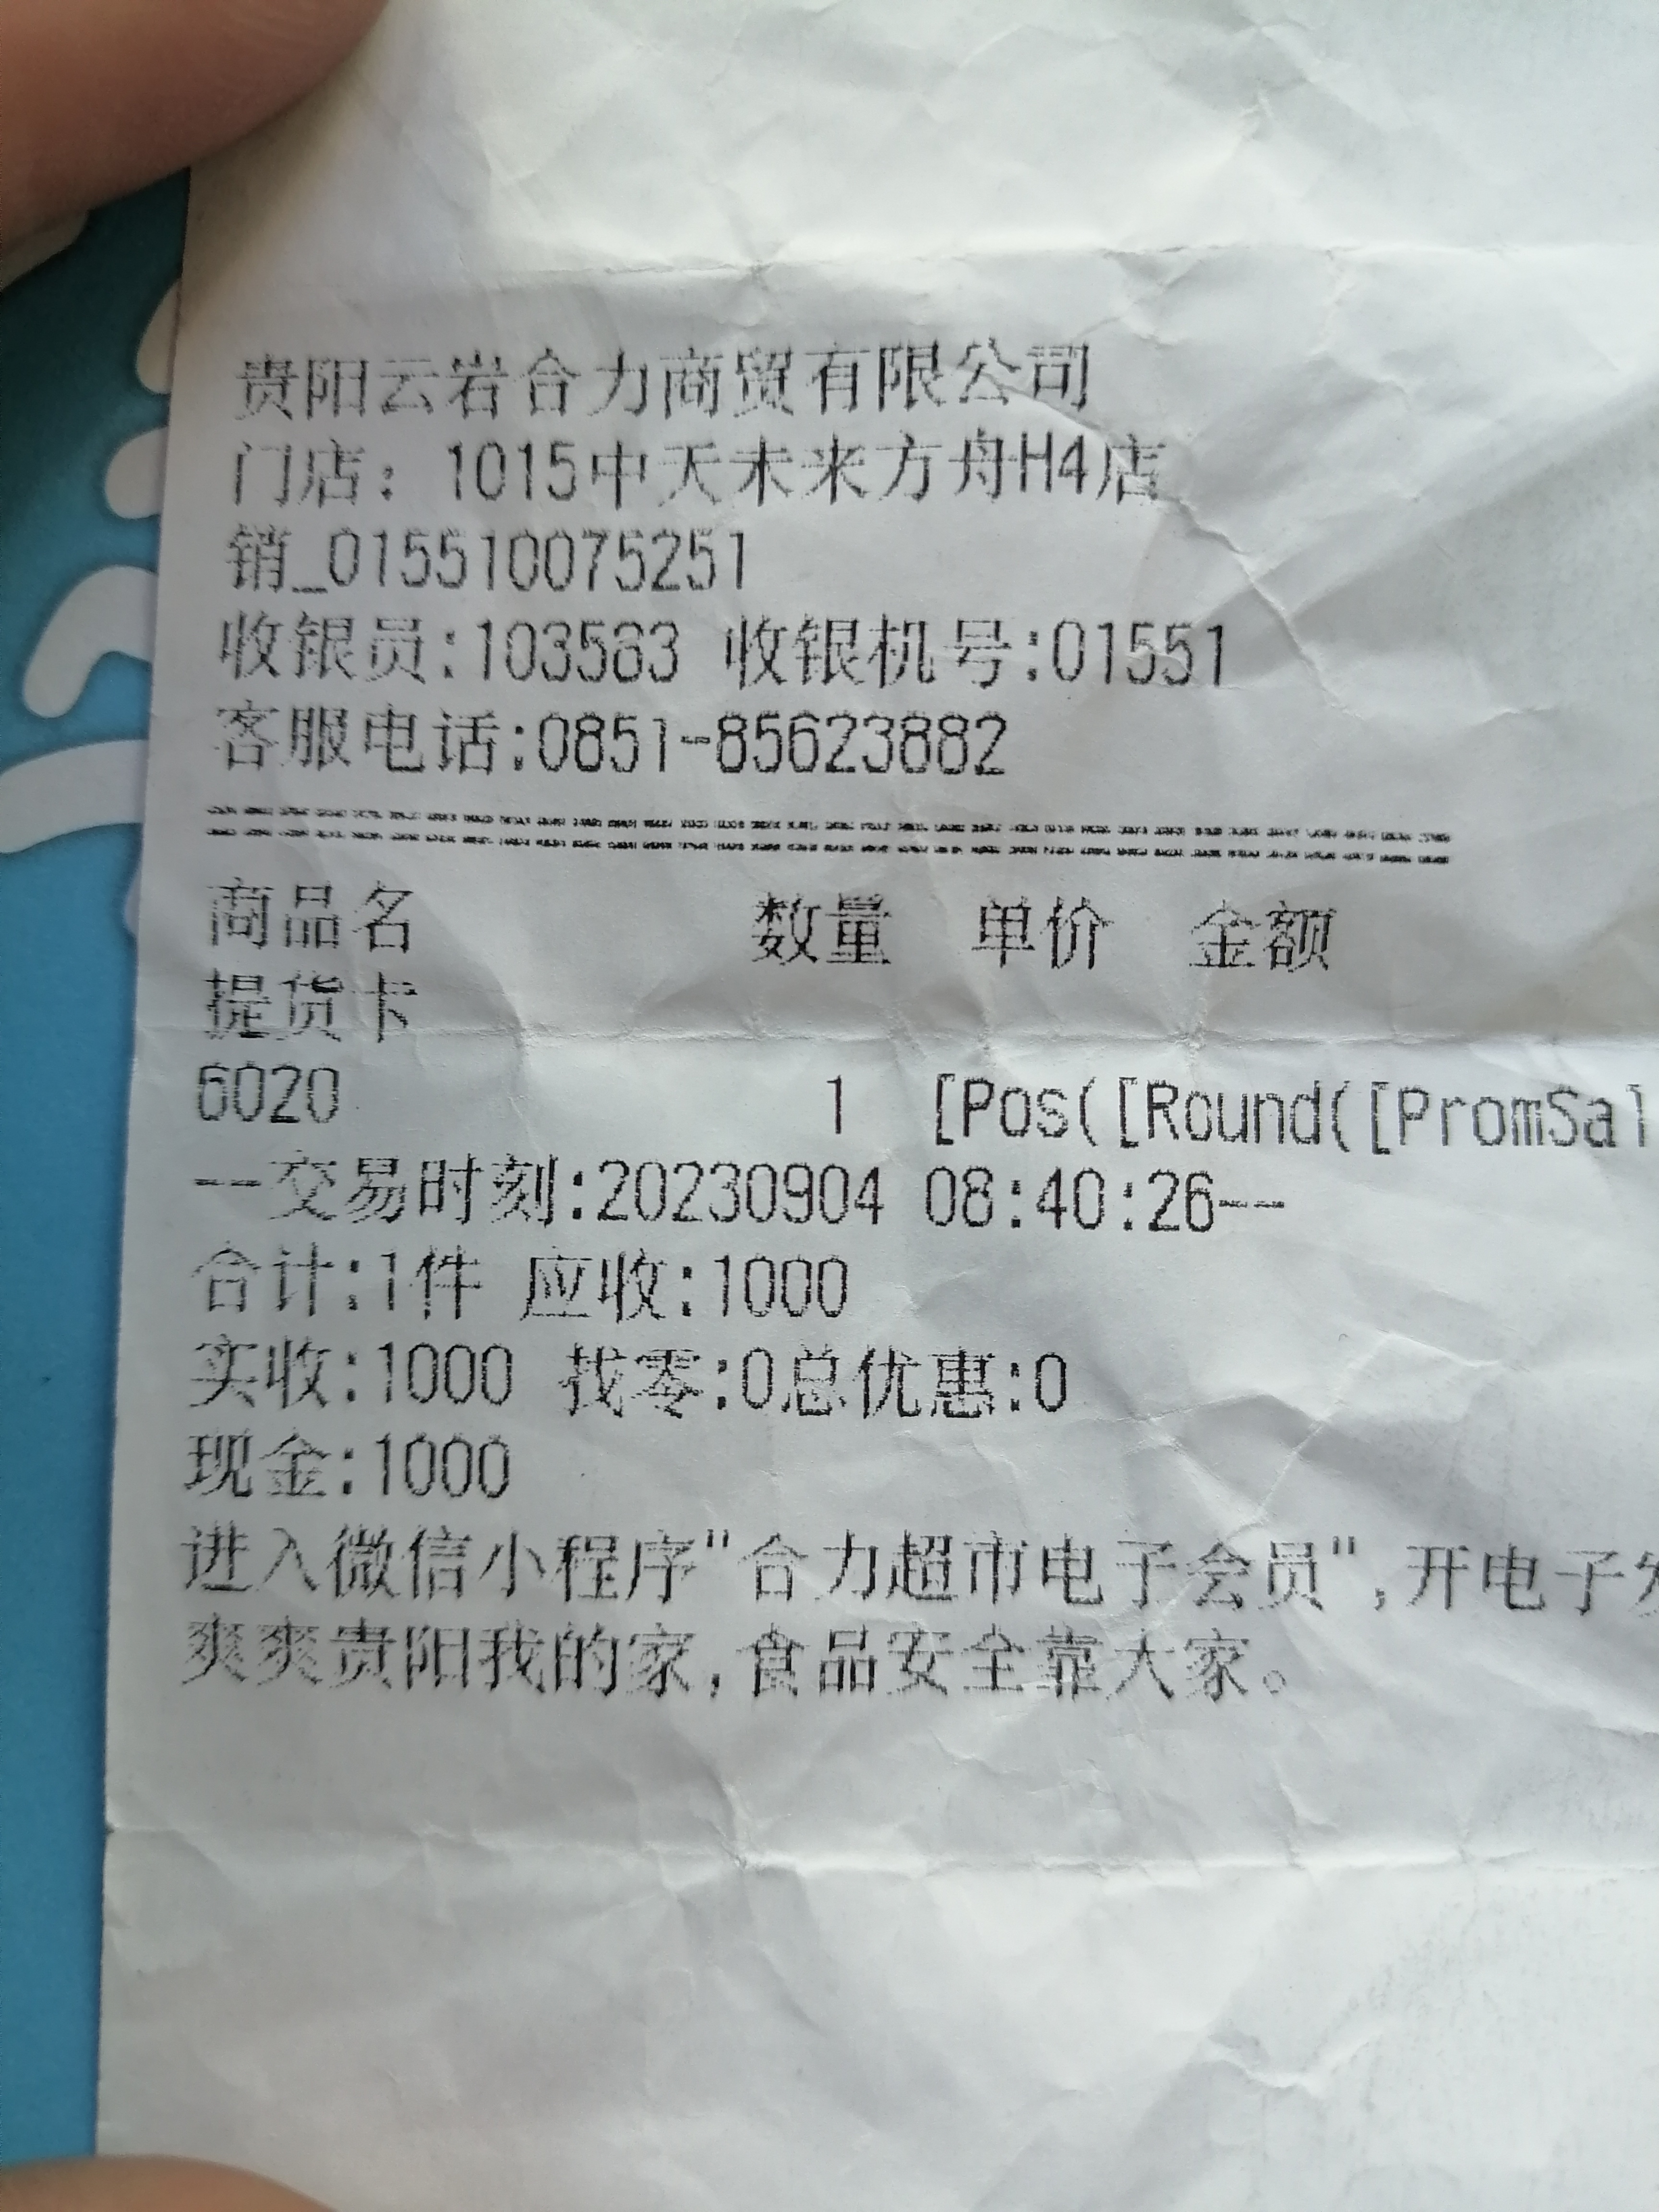 贵阳云岩合力商贸有限公司
门店：1015中天未来方舟H4店
销_015510075251
收银员:103563 收银机号:01551
客服电话:0851-85623882
商品名 数量 单价 金额
提货卡
6020 1 [Pos([Round([PromSal
--交易时刻:20230904 08:40:26--
合计:1件 应收:1000
实收:1000 找零:0总优惠:0
现金:1000
进入微信小程序"合力超市电子会员",开电子发
爽爽贵阳我的家,食品安全靠大家。